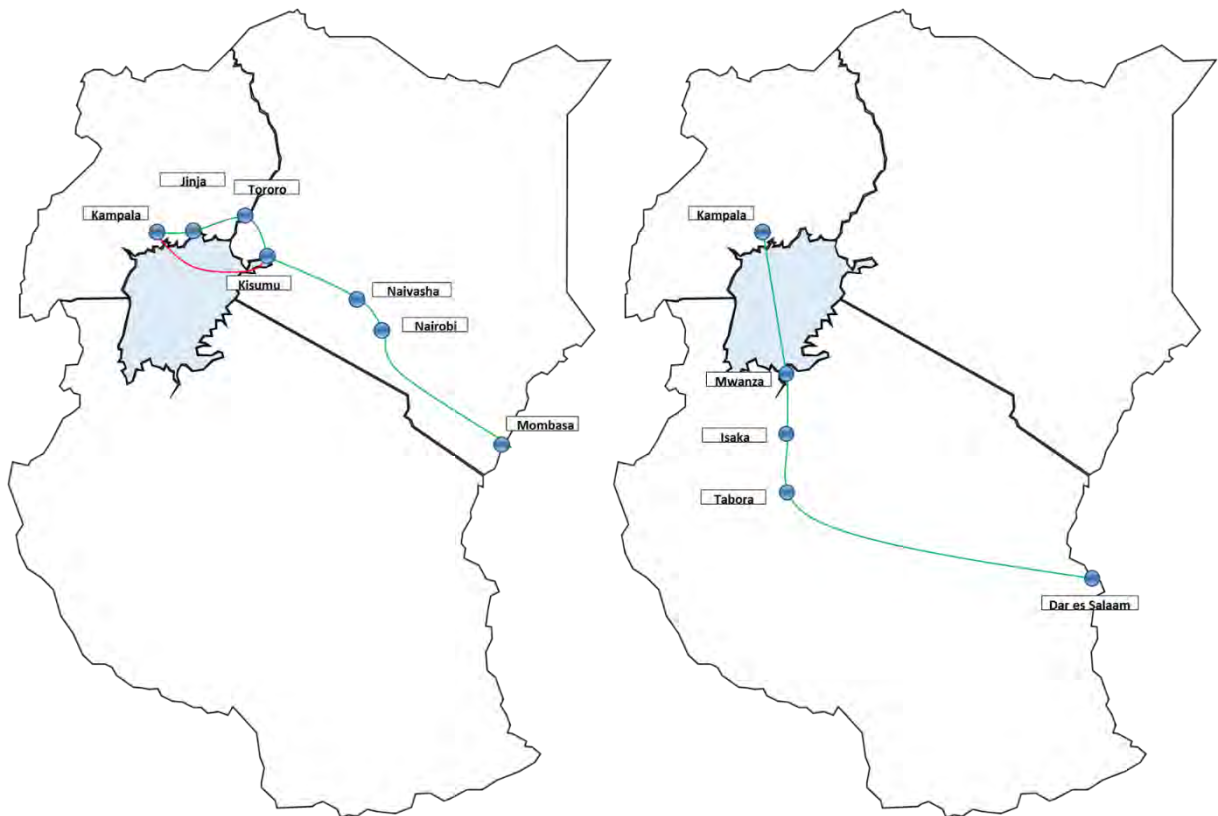 Jinja
Tororo
Kampala
Kisumu
Naivasha
Nairobi
Mombasa
Kampala
Mwanza
Isaka
Tabora
Dar es Salaam